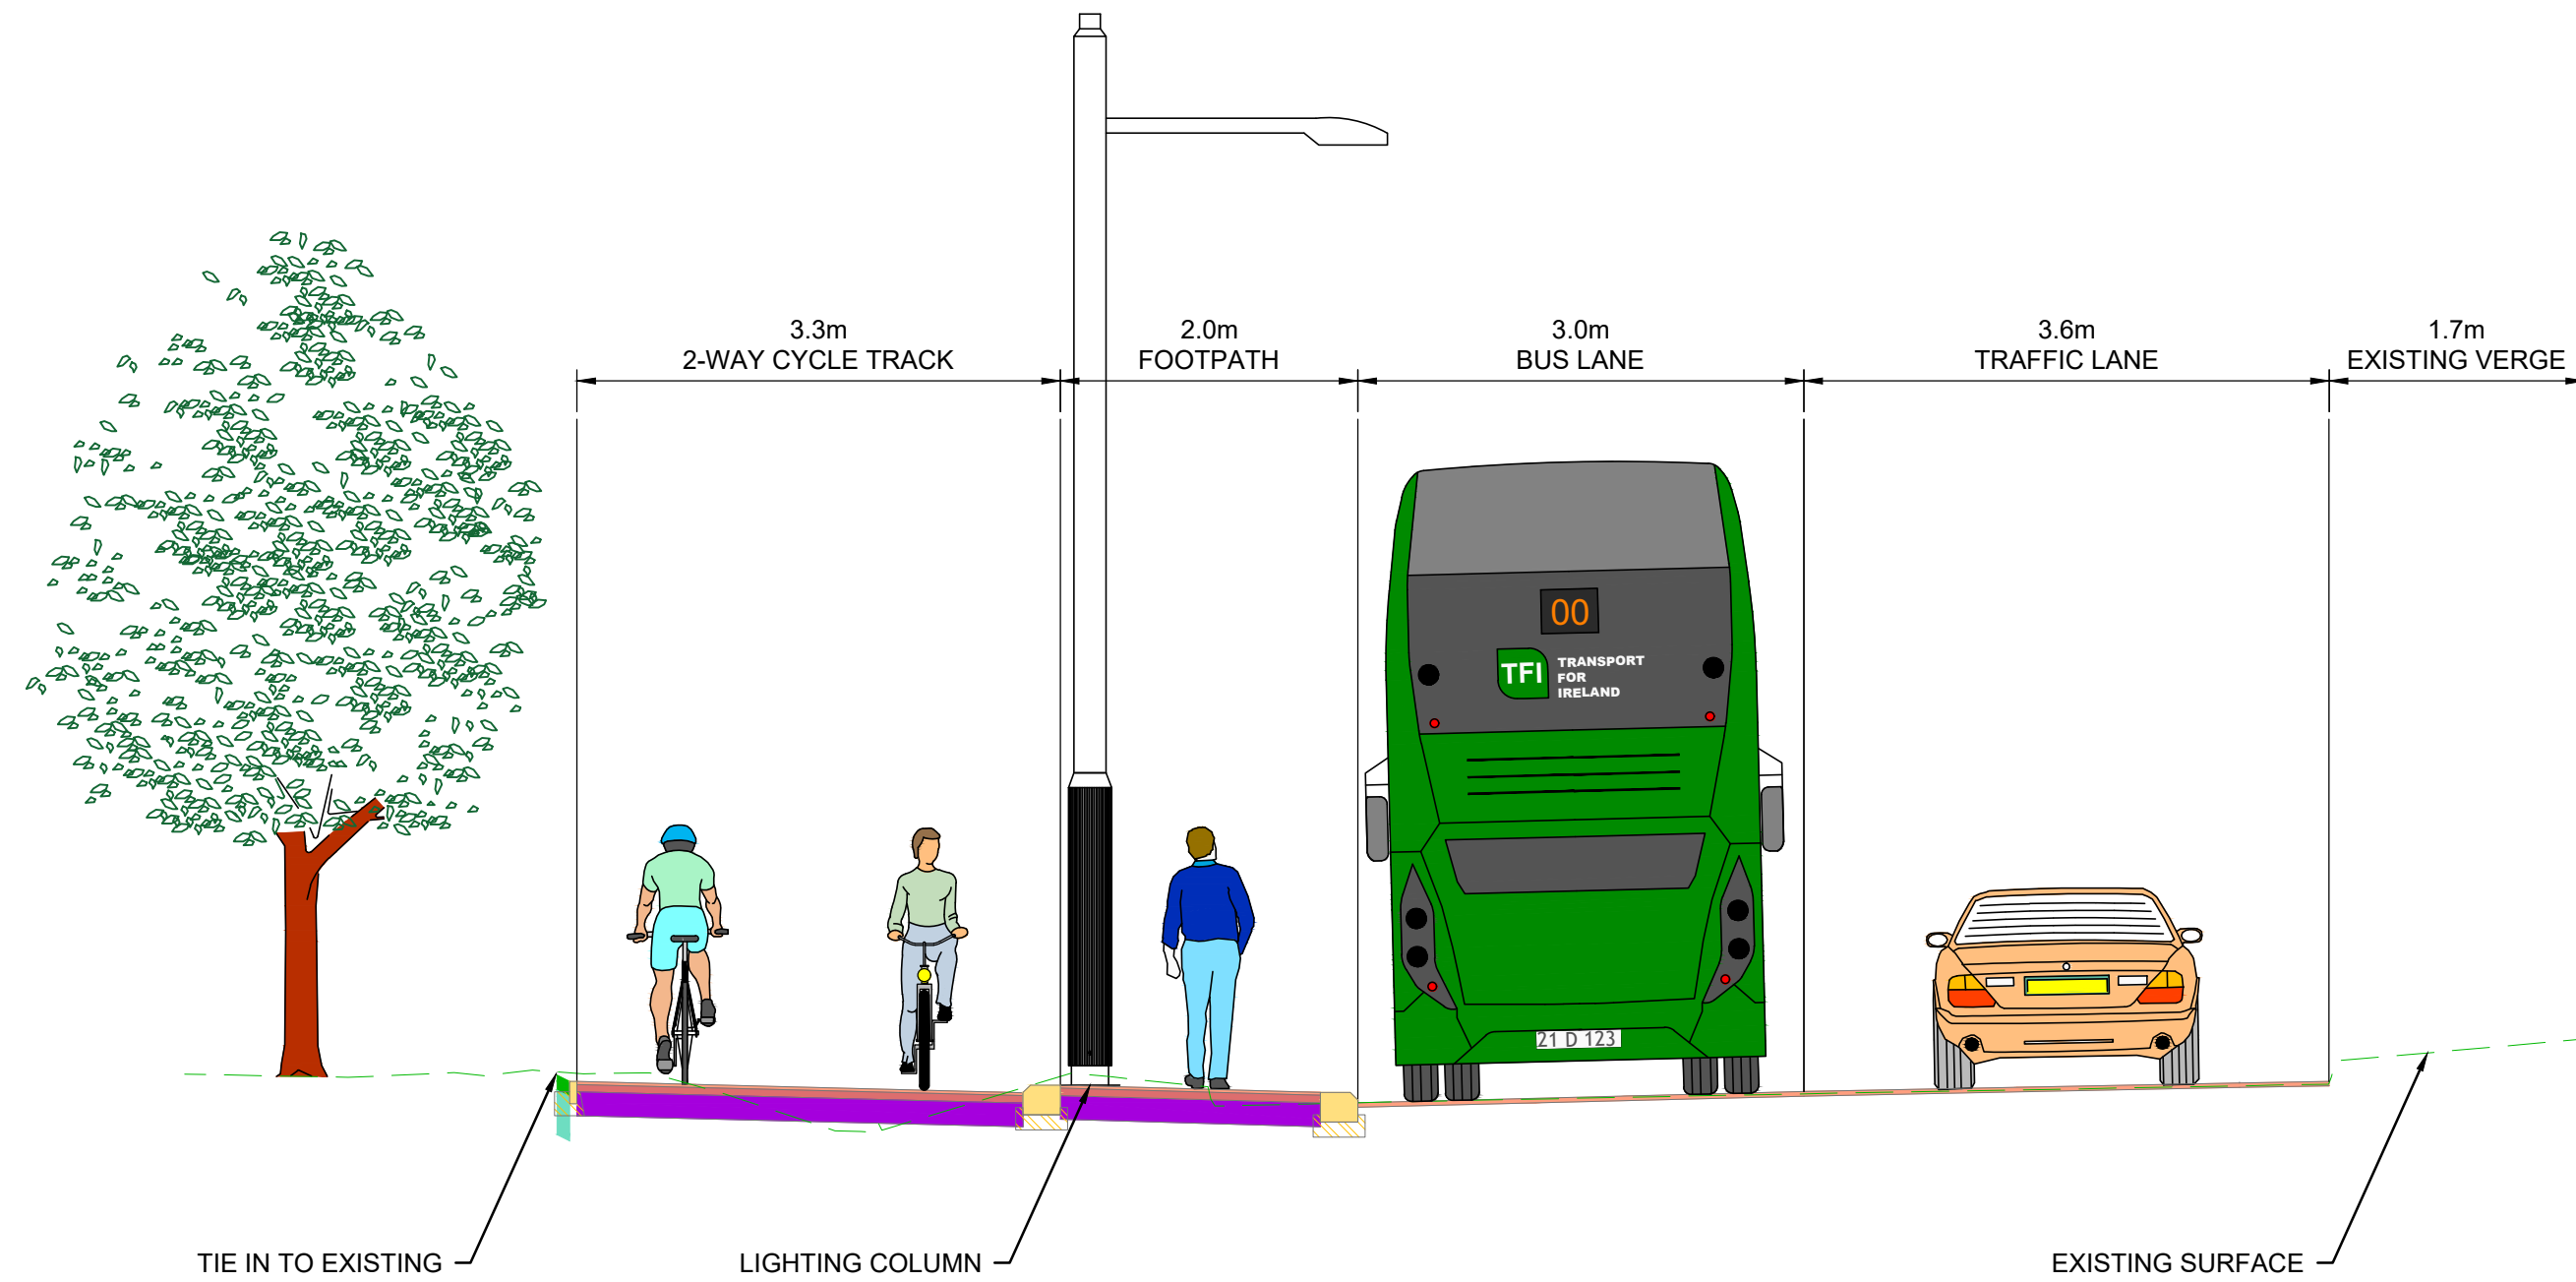 3.3m
2-WAY CYCLE TRACK
2.0m
FOOTPATH
3.0m
BUS LANE
3.6m
TRAFFIC LANE
1.7m
EXISTING VERGE
00
TFI
TRANSPORT
FOR
IRELAND
21 D 123
TIE IN TO EXISTING
LIGHTING COLUMN
EXISTING SURFACE